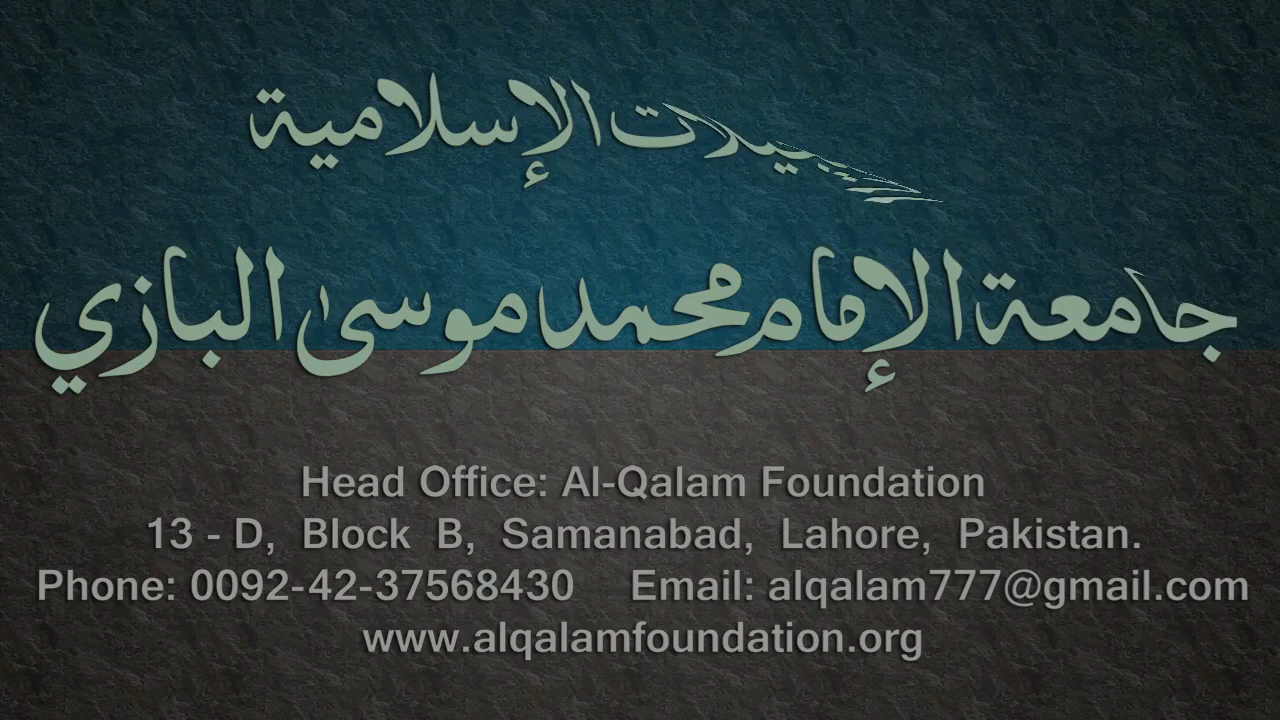 الإسلامية
جامعة الإمام محمد موسىٰ البازي
Head Office: Al-Qalam Foundation
13 - D, Block B, Samanabad, Lahore, Pakistan.
Phone: 0092-42-37568430 Email: alqalam777@gmail.com
www.alqalamfoundation.org